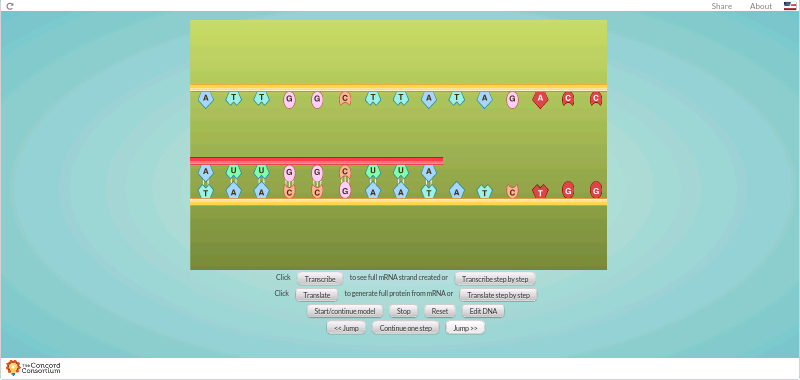 Share About
A T T G G C T T A T A G A C C
A U U G G C U U A
T A A C C G A A T A T C T G G
Click Transcribe to see full mRNA strand created or Transcribe step by step
Click Translate to generate full protein from mRNA or Translate step by step
Start/continue model Stop Reset Edit DNA
<< Jump Continue one step Jump >>
The Concord
Consortium